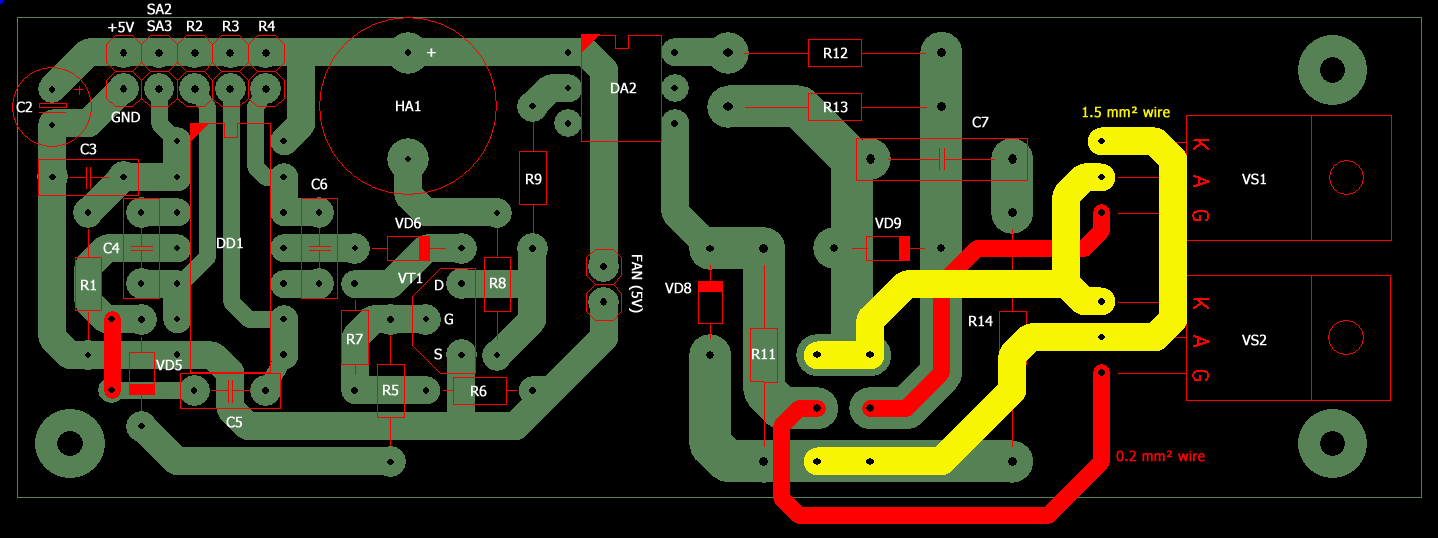 SA2
+5V SA3 R2 R3 R4
+
HA1
DA2
R12
R13
C2 +
GND
1.5 mm² wire
C7
C3
K
A
G
VS1
R9
C6
C4
DD1
VD6
VD9
VT1
D
R8
FAN (5V)
R1
VD8
G
R14
K
A
G
VS2
R7
S
R11
VD5
R5
R6
C5
0.2 mm² wire